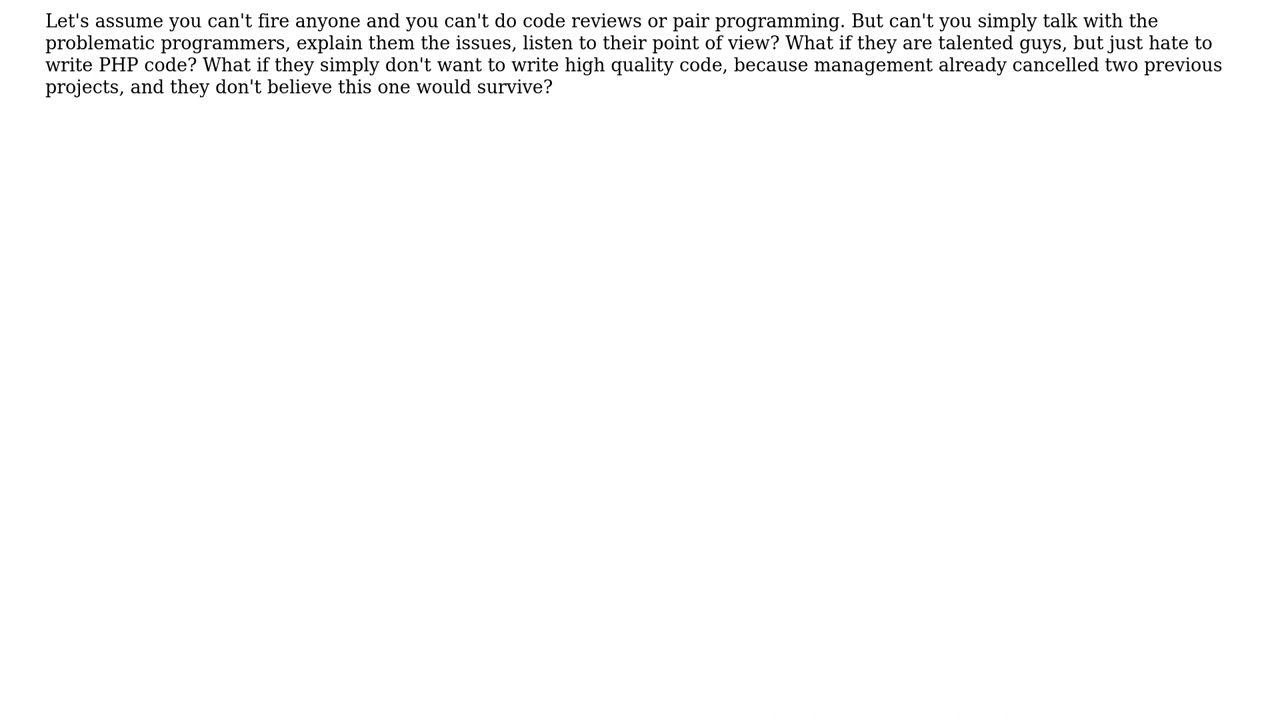 Let's assume you can't fire anyone and you can't do code reviews or pair programming. But can't you simply talk with the
problematic programmers, explain them the issues, listen to their point of view? What if they are talented guys, but just hate to
write PHP code? What if they simply don't want to write high quality code, because management already cancelled two previous
projects, and they don't believe this one would survive?